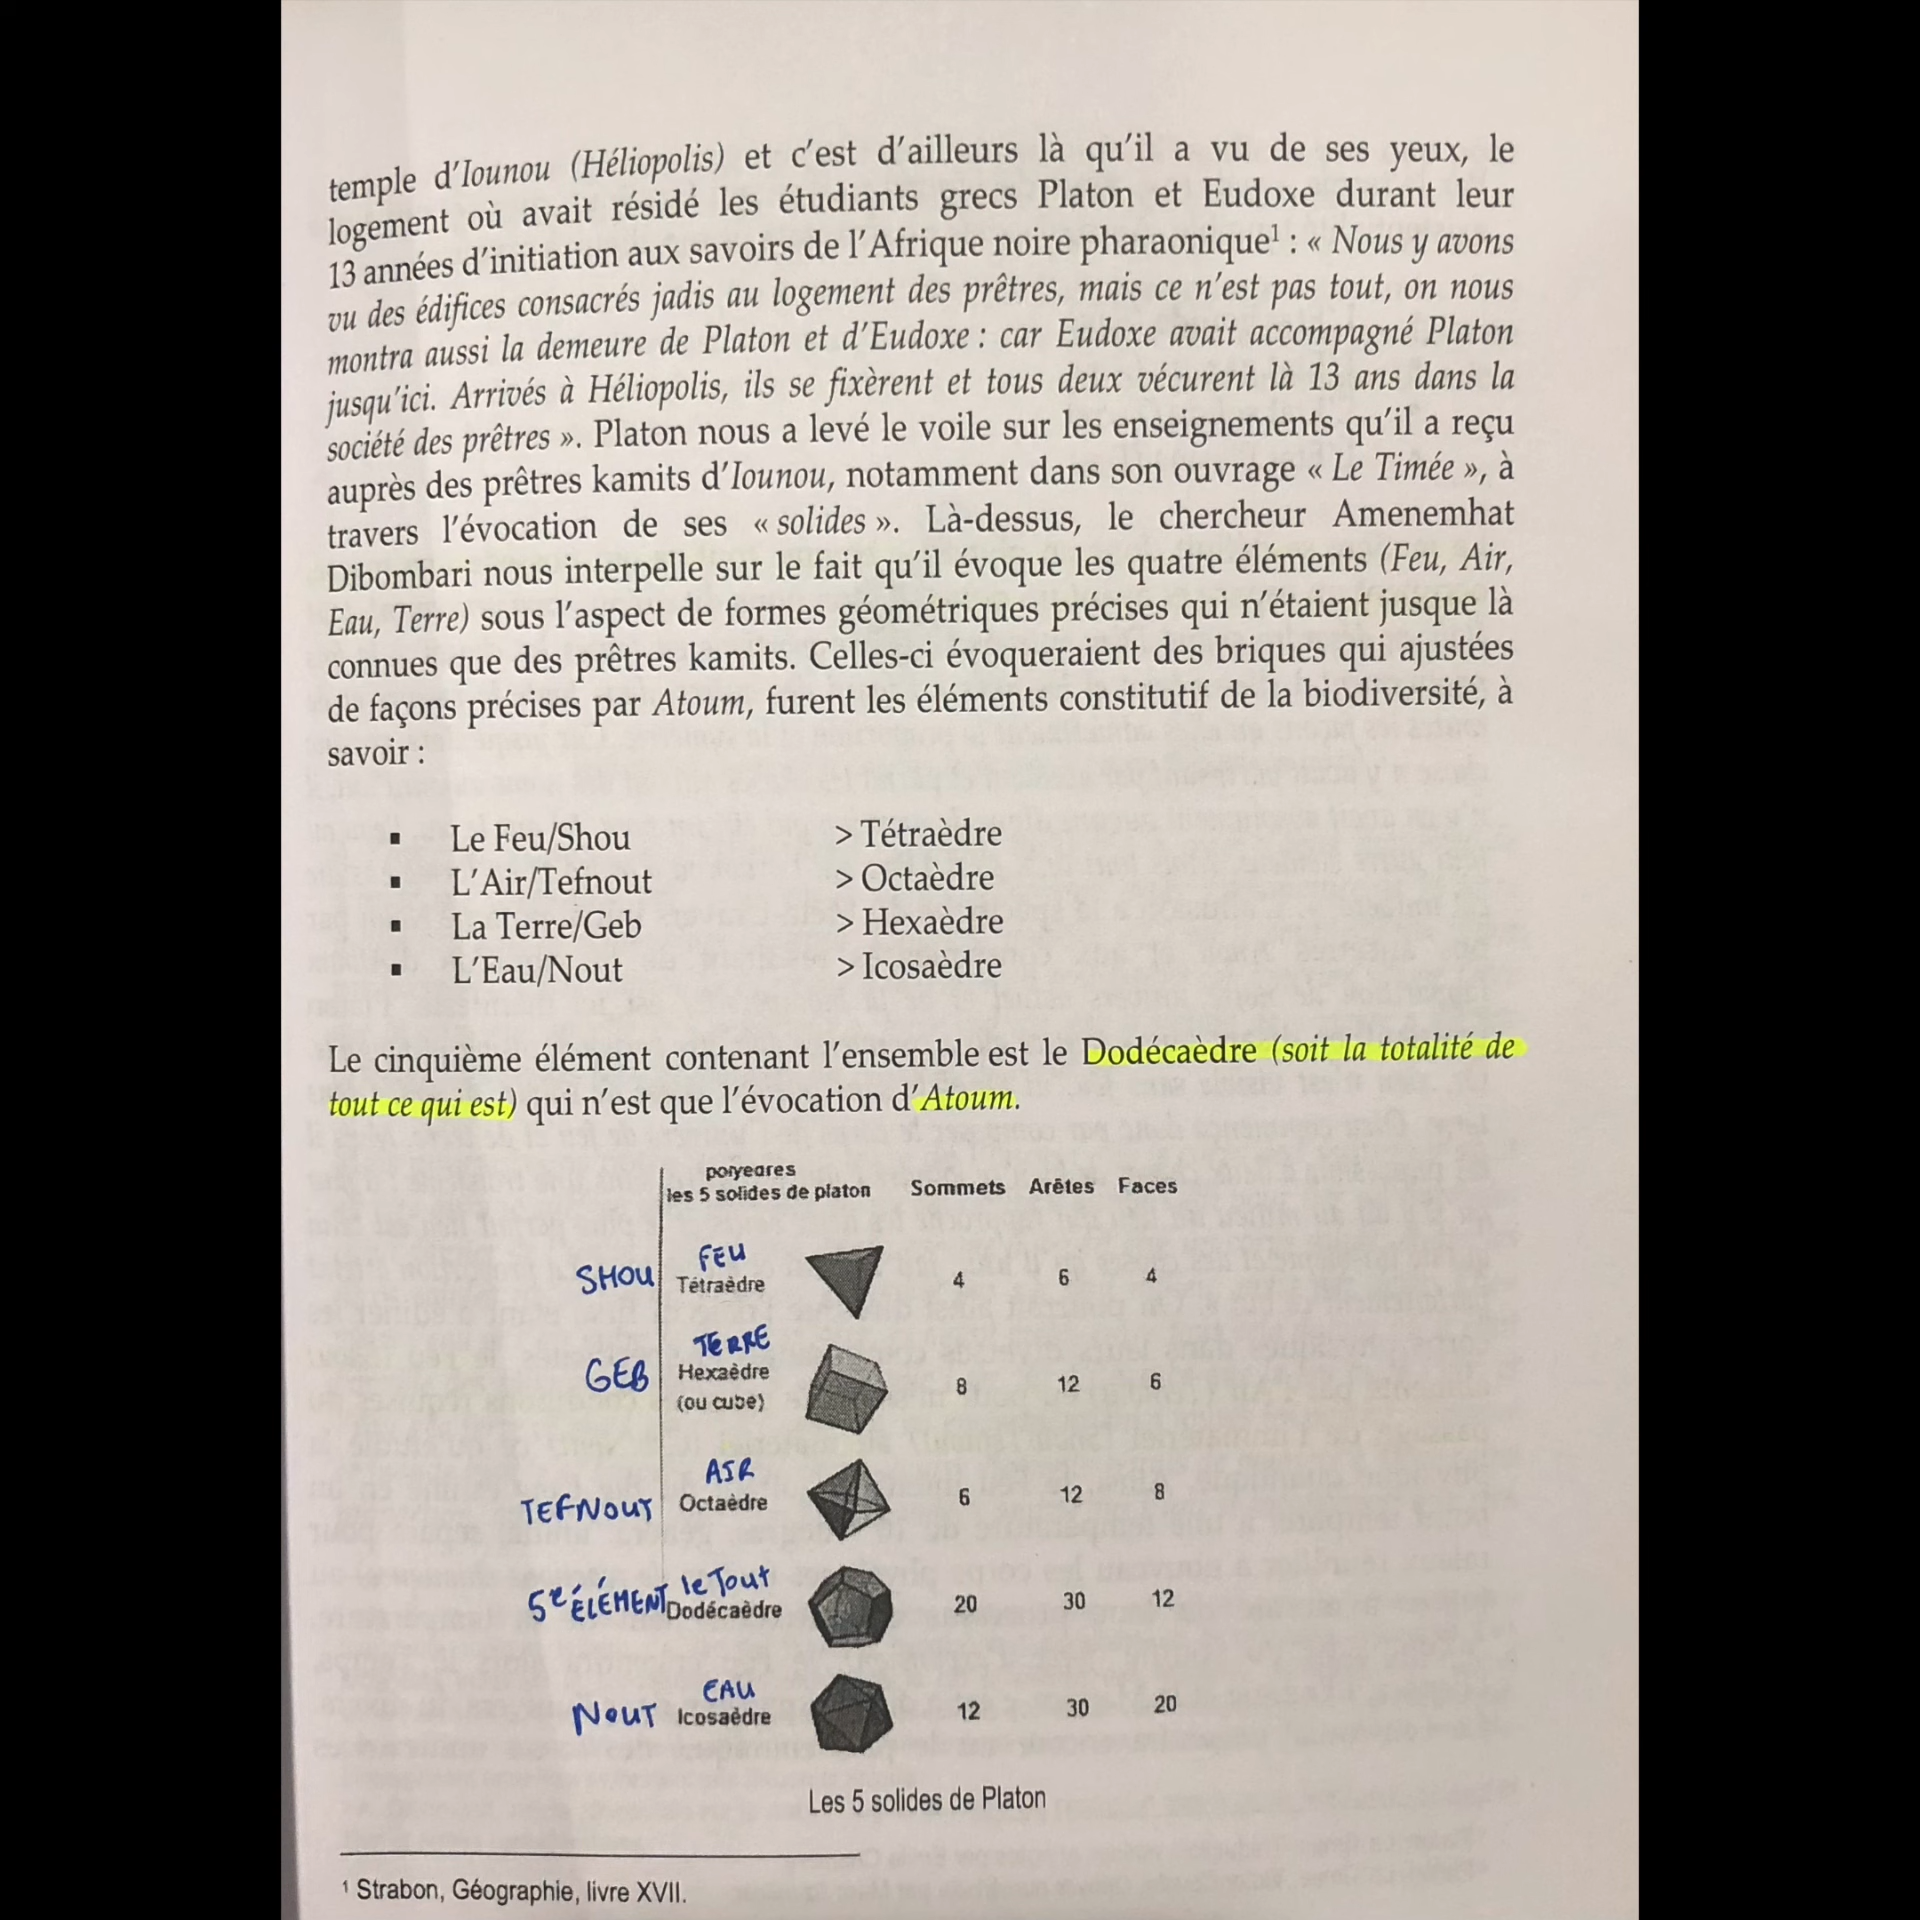 temple d'Iounou (Héliopolis) et c'est d'ailleurs là qu'il a vu de ses yeux, le
logement où avait résidé les étudiants grecs Platon et Eudoxe durant leur
13 années d'initiation aux savoirs de l'Afrique noire pharaonique¹ : « Nous y avons
vu des édifices consacrés jadis au logement des prêtres, mais ce n'est pas tout, on nous
montra aussi la demeure de Platon et d'Eudoxe : car Eudoxe avait accompagné Platon
jusqu'ici. Arrivés à Héliopolis, ils se fixèrent et tous deux vécurent là 13 ans dans la
société des prêtres ». Platon nous a levé le voile sur les enseignements qu'il a reçu
auprès des prêtres kamits d'Iounou, notamment dans son ouvrage « Le Timée », à
travers l'évocation de ses « solides ». Là-dessus, le chercheur Amenemhat
Dibombari nous interpelle sur le fait qu'il évoque les quatre éléments (Feu, Air,
Eau, Terre) sous l'aspect de formes géométriques précises qui n'étaient jusque là
connues que des prêtres kamits. Celles-ci évoqueraient des briques qui ajustées
de façons précises par Atoum, furent les éléments constitutif de la biodiversité, à
savoir :
▪ Le Feu/Shou > Tétraèdre
▪ L'Air/Tefnout > Octaèdre
▪ La Terre/Geb > Hexaèdre
▪ L'Eau/Nout > Icosaèdre
Le cinquième élément contenant l'ensemble est le Dodécaèdre (soit la totalité de
tout ce qui est) qui n'est que l'évocation d'Atoum.
les 5 solides de platon Sommets Arêtes Faces
FEU
SHOU Tétraèdre 4 6 4
TERRE
GEB Hexaèdre 8 12 6
(ou cube)
AIR
TEFNOUT Octaèdre 6 12 8
le Tout
5e ÉLÉMENT Dodécaèdre 20 30 12
EAU
NOUT Icosaèdre 12 30 20
Les 5 solides de Platon
¹ Strabon, Géographie, livre XVII.